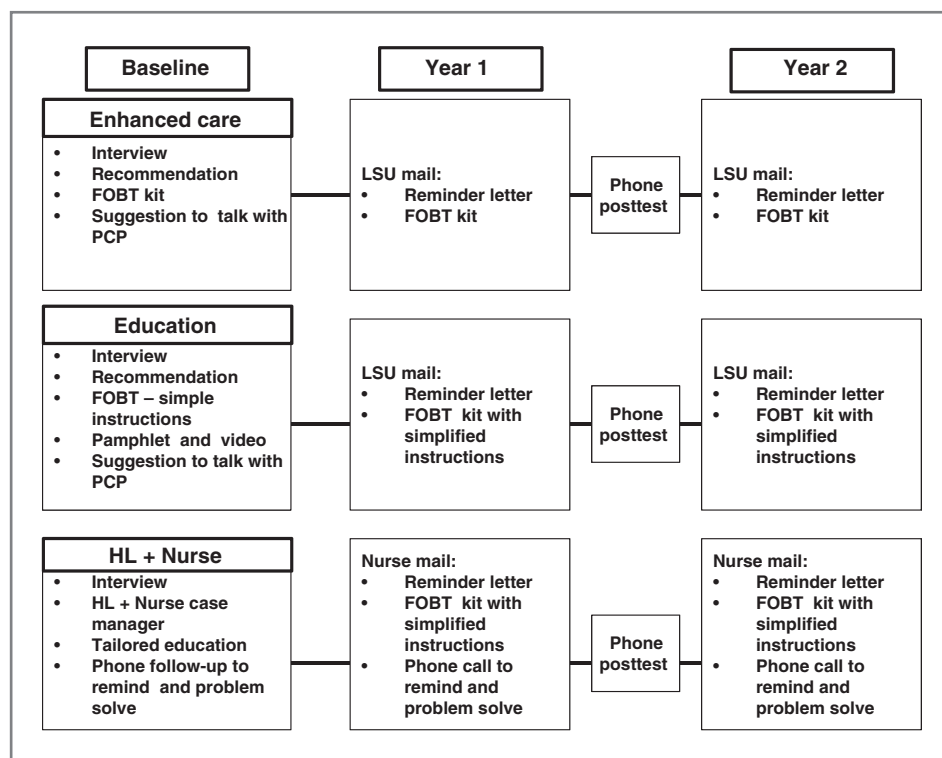 Baseline
Year 1
Year 2
Enhanced care
• Interview
• Recommendation
• FOBT kit
• Suggestion to talk with
PCP
LSU mail:
• Reminder letter
• FOBT kit
Phone
posttest
LSU mail:
• Reminder letter
• FOBT kit
Education
• Interview
• Recommendation
• FOBT – simple
instructions
• Pamphlet and video
• Suggestion to talk with
PCP
LSU mail:
• Reminder letter
• FOBT kit with
simplified
instructions
Phone
posttest
LSU mail:
• Reminder letter
• FOBT kit with
simplified
instructions
HL + Nurse
• Interview
• HL + Nurse case
manager
• Tailored education
• Phone follow-up to
remind and problem
solve
Nurse mail:
• Reminder letter
• FOBT kit with
simplified
instructions
• Phone call to
remind and
problem solve
Phone
posttest
Nurse mail:
• Reminder letter
• FOBT kit with
simplified
instructions
• Phone call to
remind and
problem solve